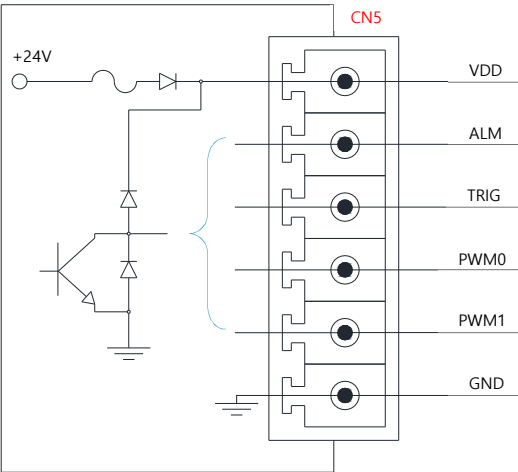 CN5
+24V
VDD
ALM
TRIG
PWM0
PWM1
GND